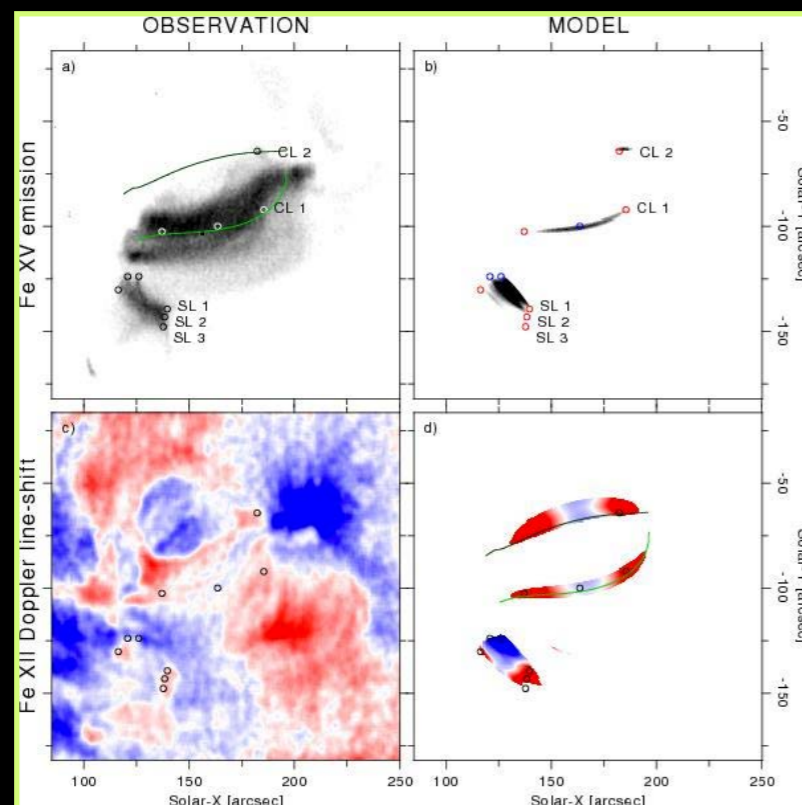 OBSERVATION
MODEL
Fe XV emission
a)
CL 2
CL 1
SL 1
SL 2
SL 3
b)
CL 2
CL 1
SL 1
SL 2
SL 3
-50
-100
-150
Fe XII Doppler line-shift
c)
d)
-50
-100
-150
100
150
200
250
100
150
200
250
Solar-X [arcsec]
Solar-X [arcsec]